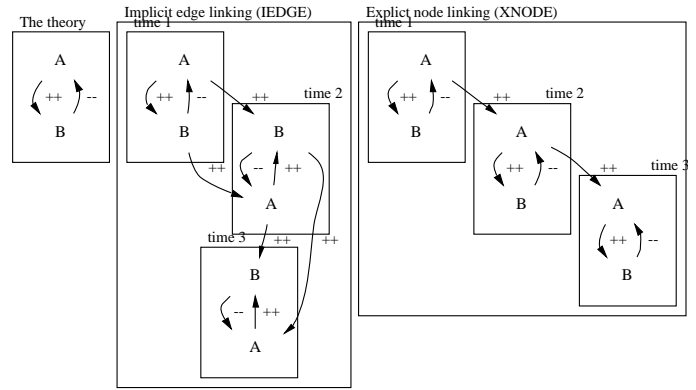 Implicit edge linking (IEDGE)
Explict node linking (XNODE)
The theory
time 1
time 1
A
A
A
++
--
++
--
++
++
--
++
B
B
B
time 2
time 2
B
A
++
--
++
++
--
++
time 3
A
B
A
++
++
time 3
++
--
B
B
--
++
A